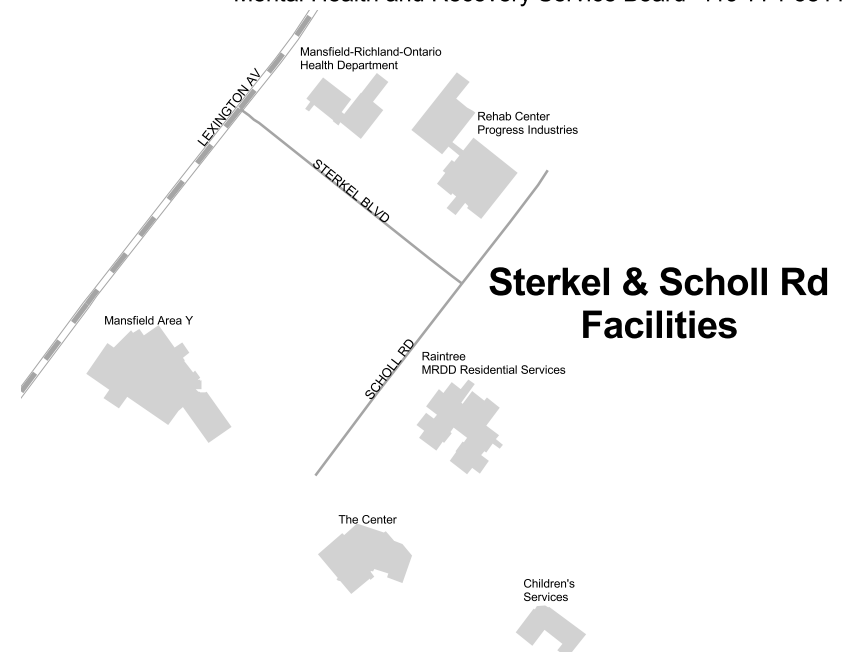 Mental Health and Recovery Service Board
Mansfield-Richland-Ontario
Health Department
LEXINGTON AV
Rehab Center
Progress Industries
STERKEL BLVD
Sterkel & Scholl Rd
Facilities
Mansfield Area Y
SCHOLL RD
Raintree
MRDD Residential Services
The Center
Children's
Services